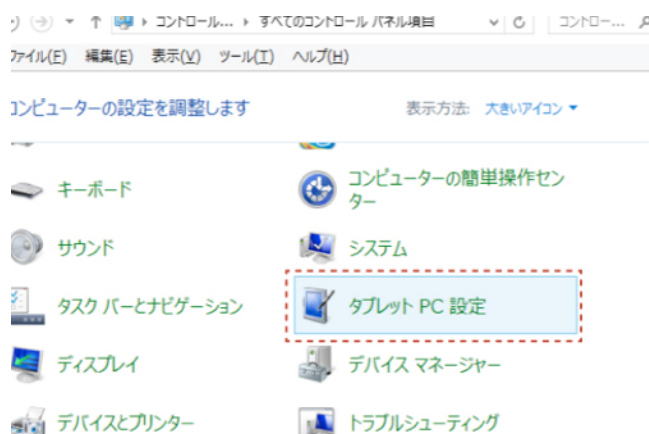 コントロール... すべてのコントロール パネル項目 コントロー...
ファイル(F) 編集(E) 表示(V) ツール(T) ヘルプ(H)
コンピューターの設定を調整します 表示方法: 大きいアイコン
キーボード
コンピューターの簡単操作セン
ター
サウンド
システム
タスク バーとナビゲーション
タブレット PC 設定
ディスプレイ
デバイス マネージャー
デバイスとプリンター
トラブルシューティング